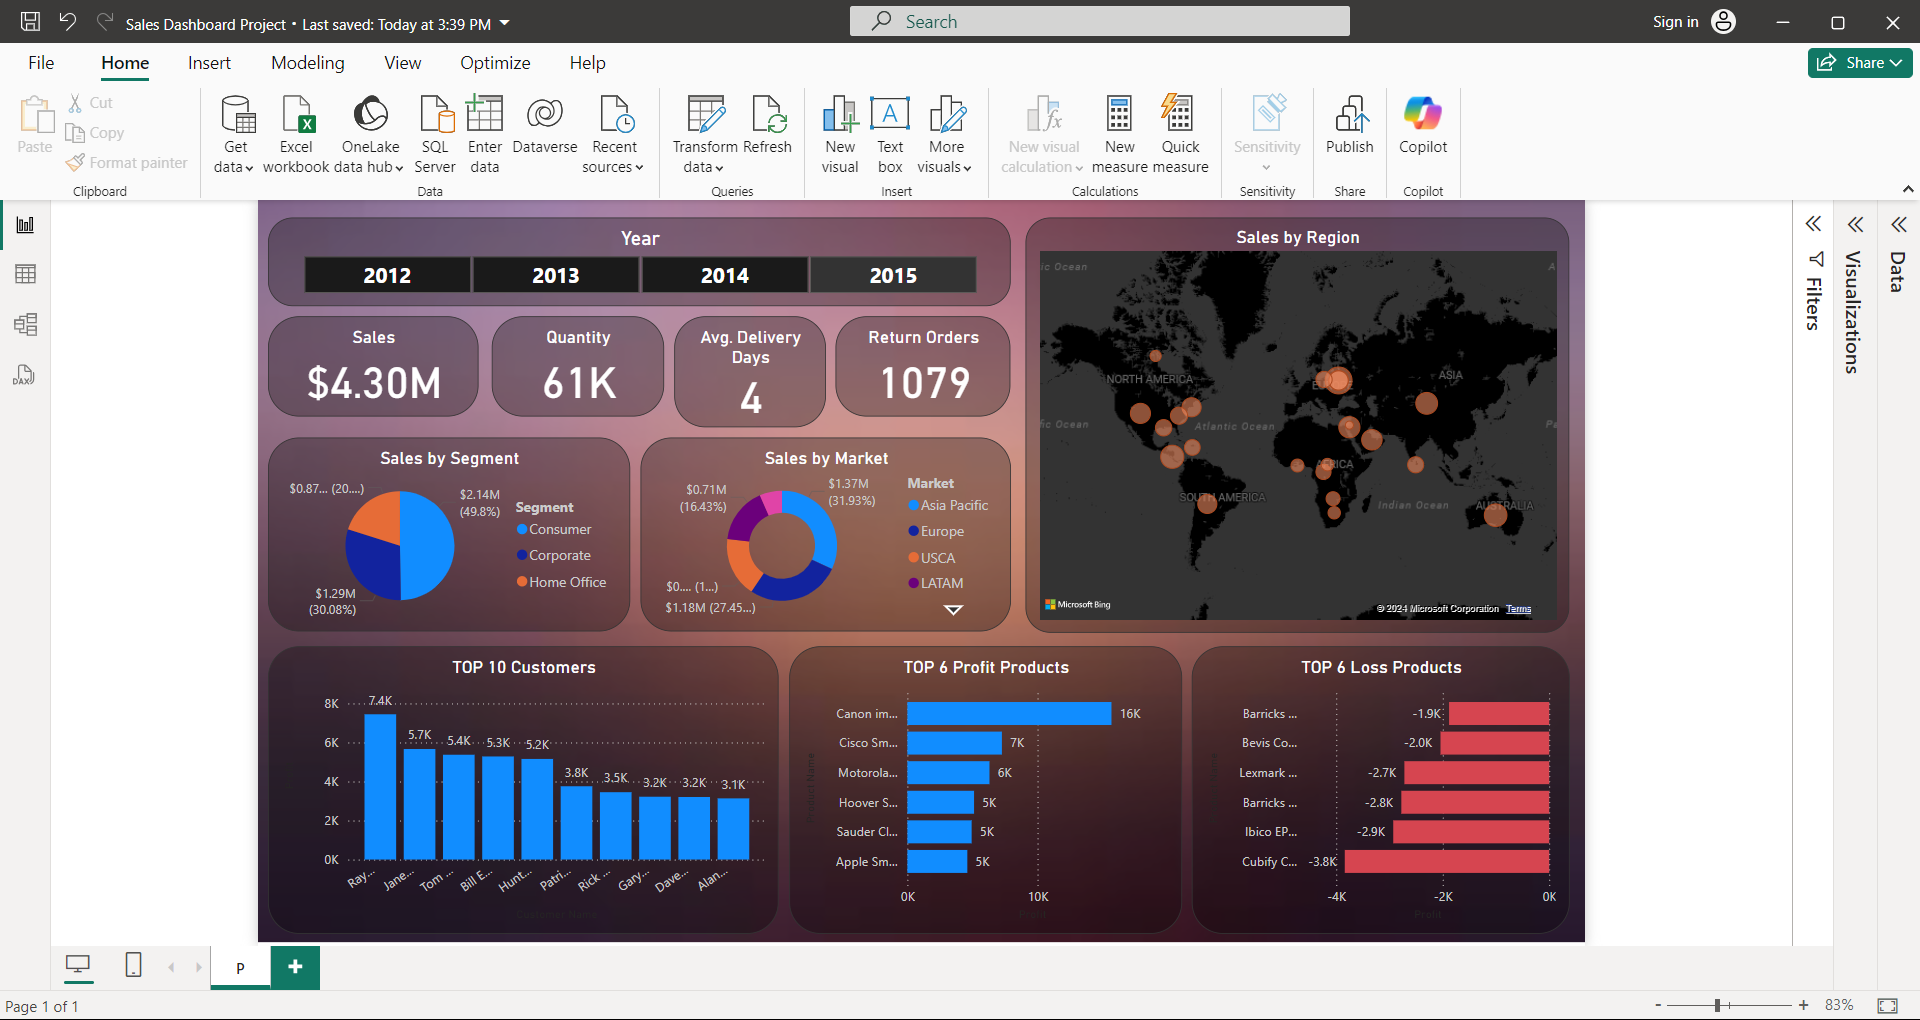 Sales Dashboard Project • Last saved: Today at 3:39 PM
Search
Sign in
File Home Insert Modeling View Optimize Help
Share
Paste
Cut
Copy
Format painter
Clipboard
Get data
Excel workbook
OneLake data hub
SQL Server
Enter data
Dataverse
Recent sources
Data
Transform data
Refresh
Queries
New visual
Text box
More visuals
Insert
New visual calculation
New measure
Quick measure
Calculations
Sensitivity
Sensitivity
Publish
Share
Copilot
Copilot
DAX
Year
2012 2013 2014 2015
Sales
$4.30M
Quantity
61K
Avg. Delivery
Days
4
Return Orders
1079
Sales by Segment
$0.87... (20....)
$2.14M
(49.8%)
$1.29M
(30.08%)
Segment
Consumer
Corporate
Home Office
Sales by Market
$0.71M
(16.43%)
$1.37M
(31.93%)
$0.... (1...)
$1.18M (27.45...)
Market
Asia Pacific
Europe
USCA
LATAM
Sales by Region
ic Ocean
A
NORTH AMERICA
ASIA
fic Ocean
Atlantic Ocean
Pa
SOUTH AMERICA
Indian Ocean
AUSTRALIA
Microsoft Bing
© 2024 Microsoft Corporation Terms
TOP 10 Customers
8K
6K
4K
2K
0K
7.4K
5.7K
5.4K
5.3K
5.2K
3.8K
3.5K
3.2K
3.2K
3.1K
Ray...
Jane...
Tom ...
Bill E...
Hunt...
Patri...
Rick ...
Gary...
Dave...
Alan...
Customer Name
TOP 6 Profit Products
Product Name
Canon im... 16K
Cisco Sm... 7K
Motorola... 6K
Hoover S... 5K
Sauder Cl... 5K
Apple Sm... 5K
0K 10K
Profit
TOP 6 Loss Products
Barricks ... -1.9K
Bevis Co... -2.0K
Lexmark ... -2.7K
Barricks ... -2.8K
Ibico EP... -2.9K
Cubify C... -3.8K
-4K -2K 0K
Profit
Filters
Visualizations
Data
P
Page 1 of 1
83%